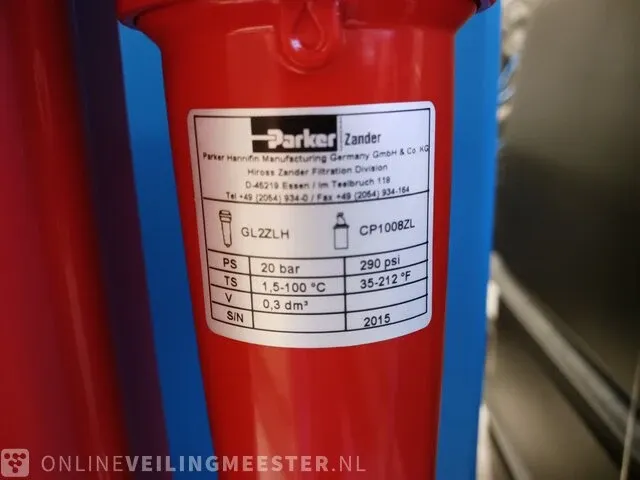 Parker Zander
Parker Hannifin Manufacturing Germany GmbH & Co. KG
Hiross Zander Filtration Division
D-45219 Essen / Im Teelbruch 118
Tel +49 (2054) 934-0 / Fax +49 (2054) 934-164
GL2ZLH CP1008ZL
PS 20 bar 290 psi
TS 1,5-100 °C 35-212 °F
V 0,3 dm³
S/N 2015
ONLINEVEILINGMEESTER.NL